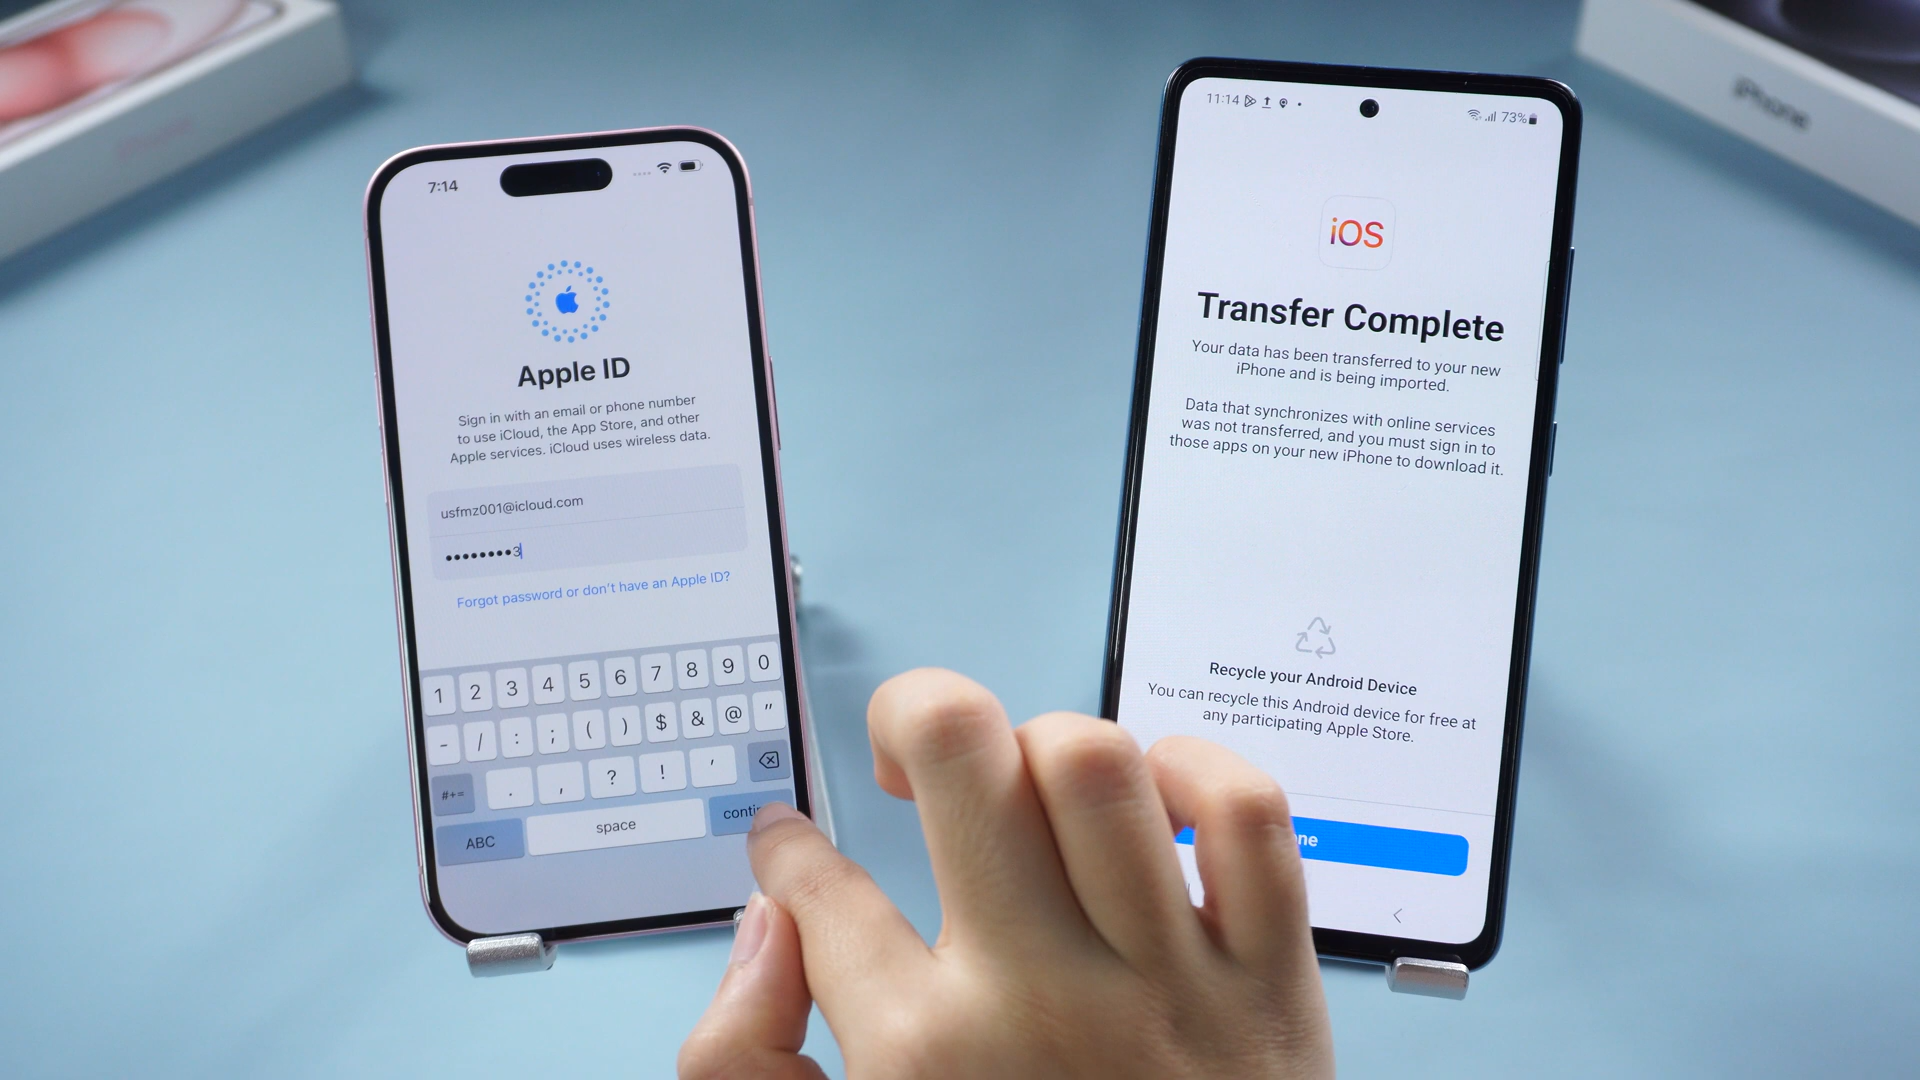 iPhone
7:14
Apple ID
Sign in with an email or phone number
to use iCloud, the App Store, and other
Apple services. iCloud uses wireless data.
usfmz001@icloud.com
••••••••3
Forgot password or don't have an Apple ID?
1 2 3 4 5 6 7 8 9 0
- / : ; ( ) $ & @ "
#+= . , ? ! '
ABC space conti
11:14
73%
iOS
Transfer Complete
Your data has been transferred to your new
iPhone and is being imported.
Data that synchronizes with online services
was not transferred, and you must sign in to
those apps on your new iPhone to download it.
Recycle your Android Device
You can recycle this Android device for free at
any participating Apple Store.
ne